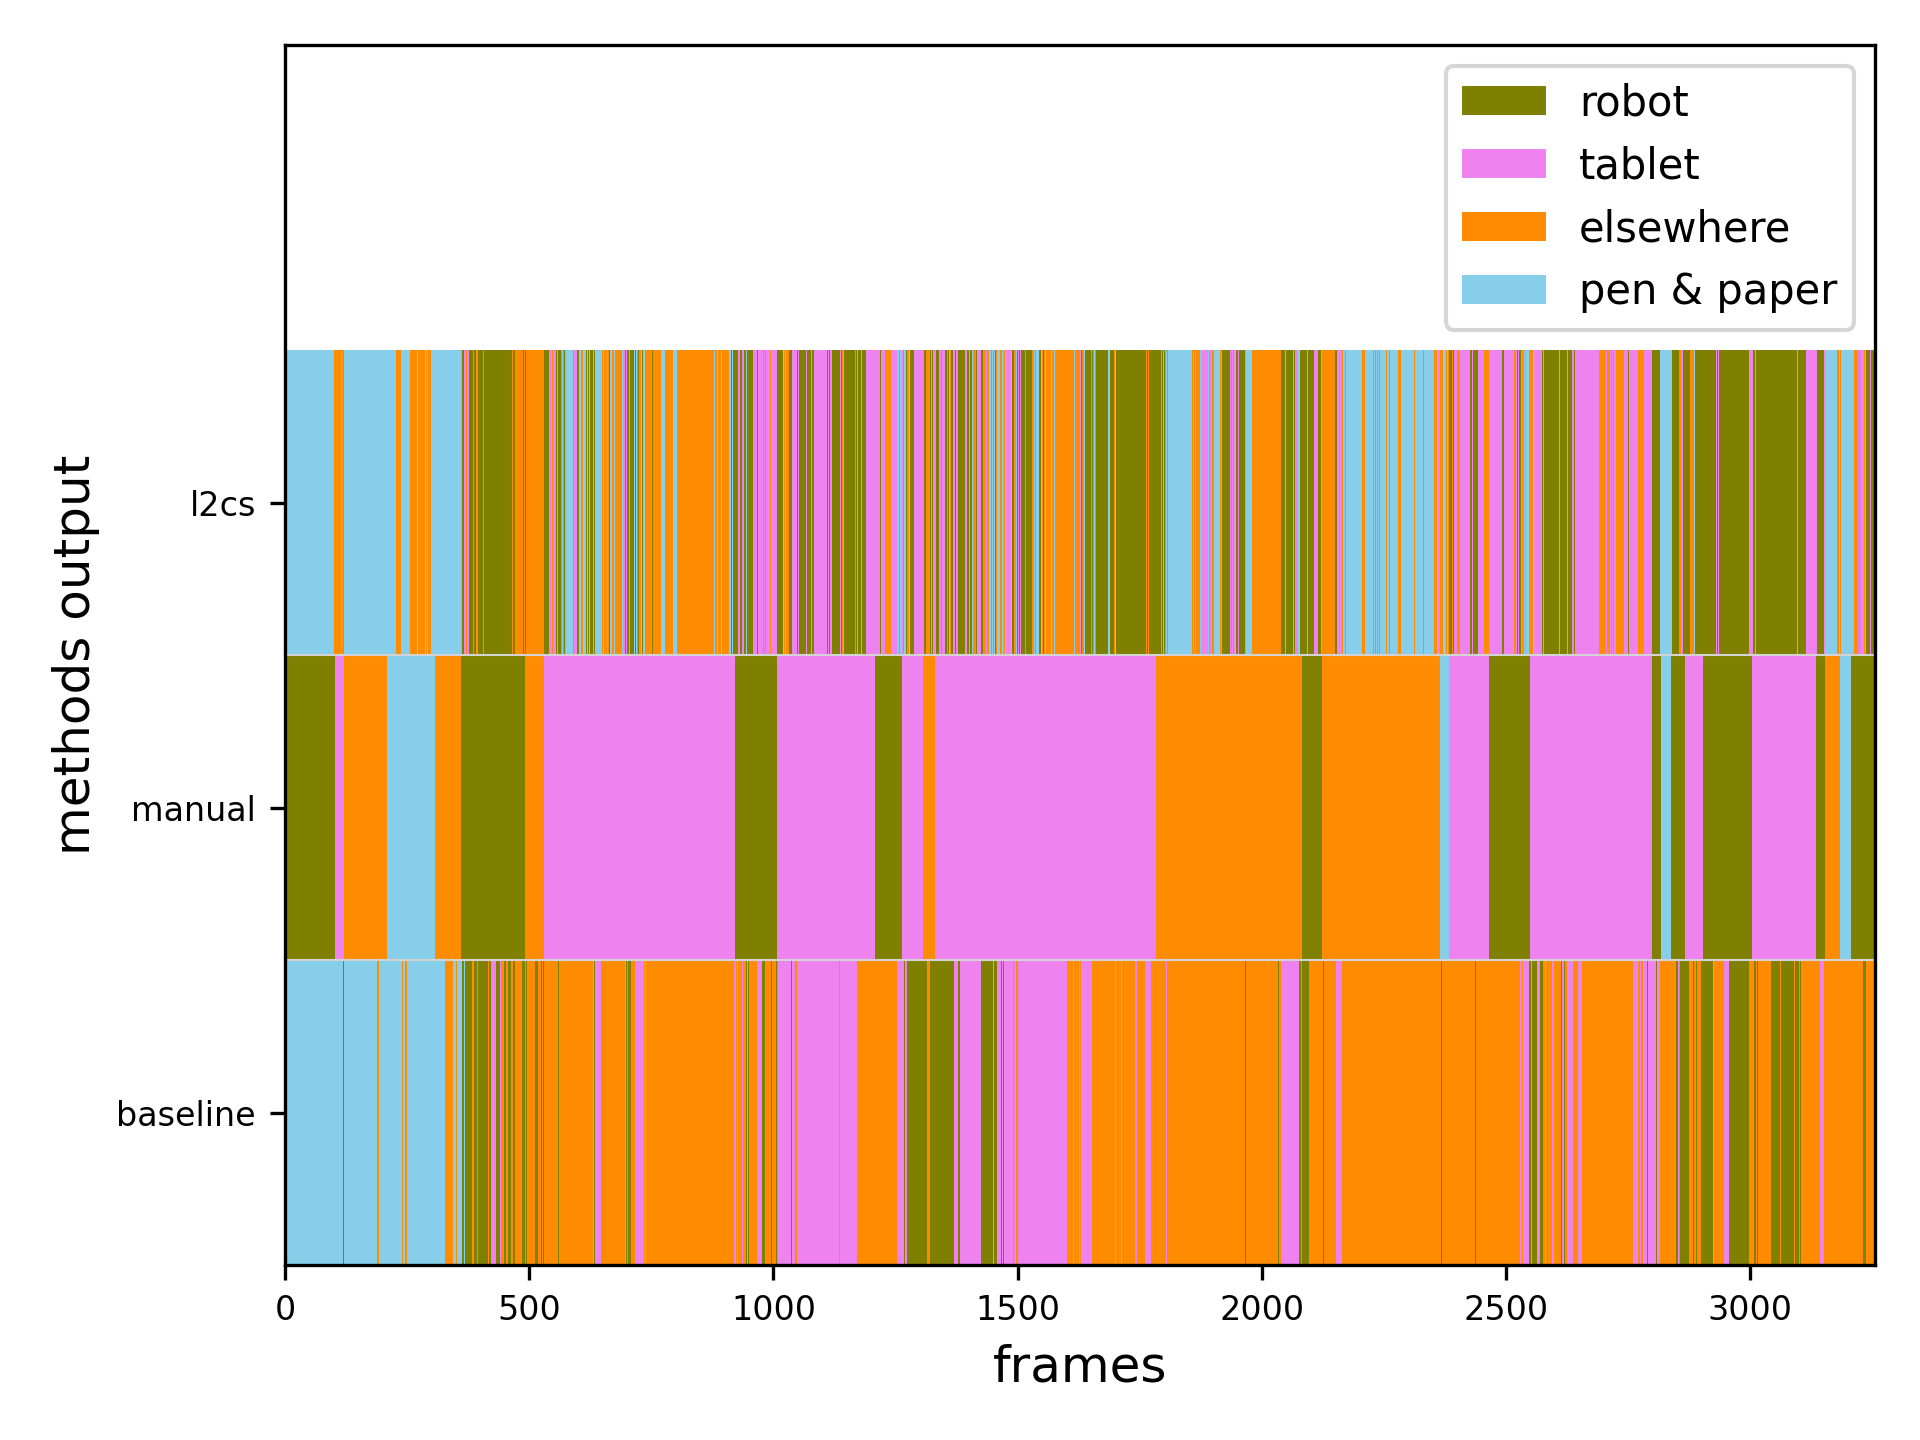 robot
tablet
elsewhere
pen & paper
methods output
l2cs
manual
baseline
0 500 1000 1500 2000 2500 3000
frames